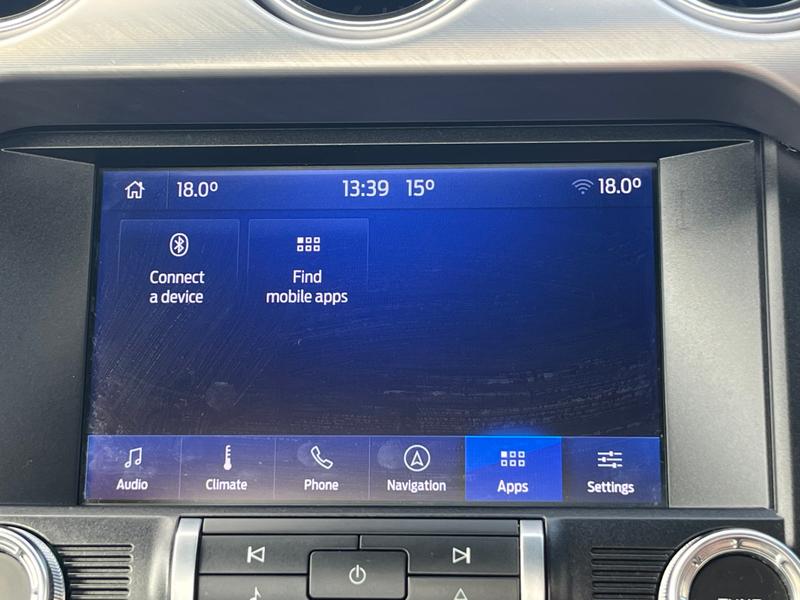 18.0° 13:39 15° 18.0°
Connect
a device
Find
mobile apps
Audio Climate Phone Navigation Apps Settings